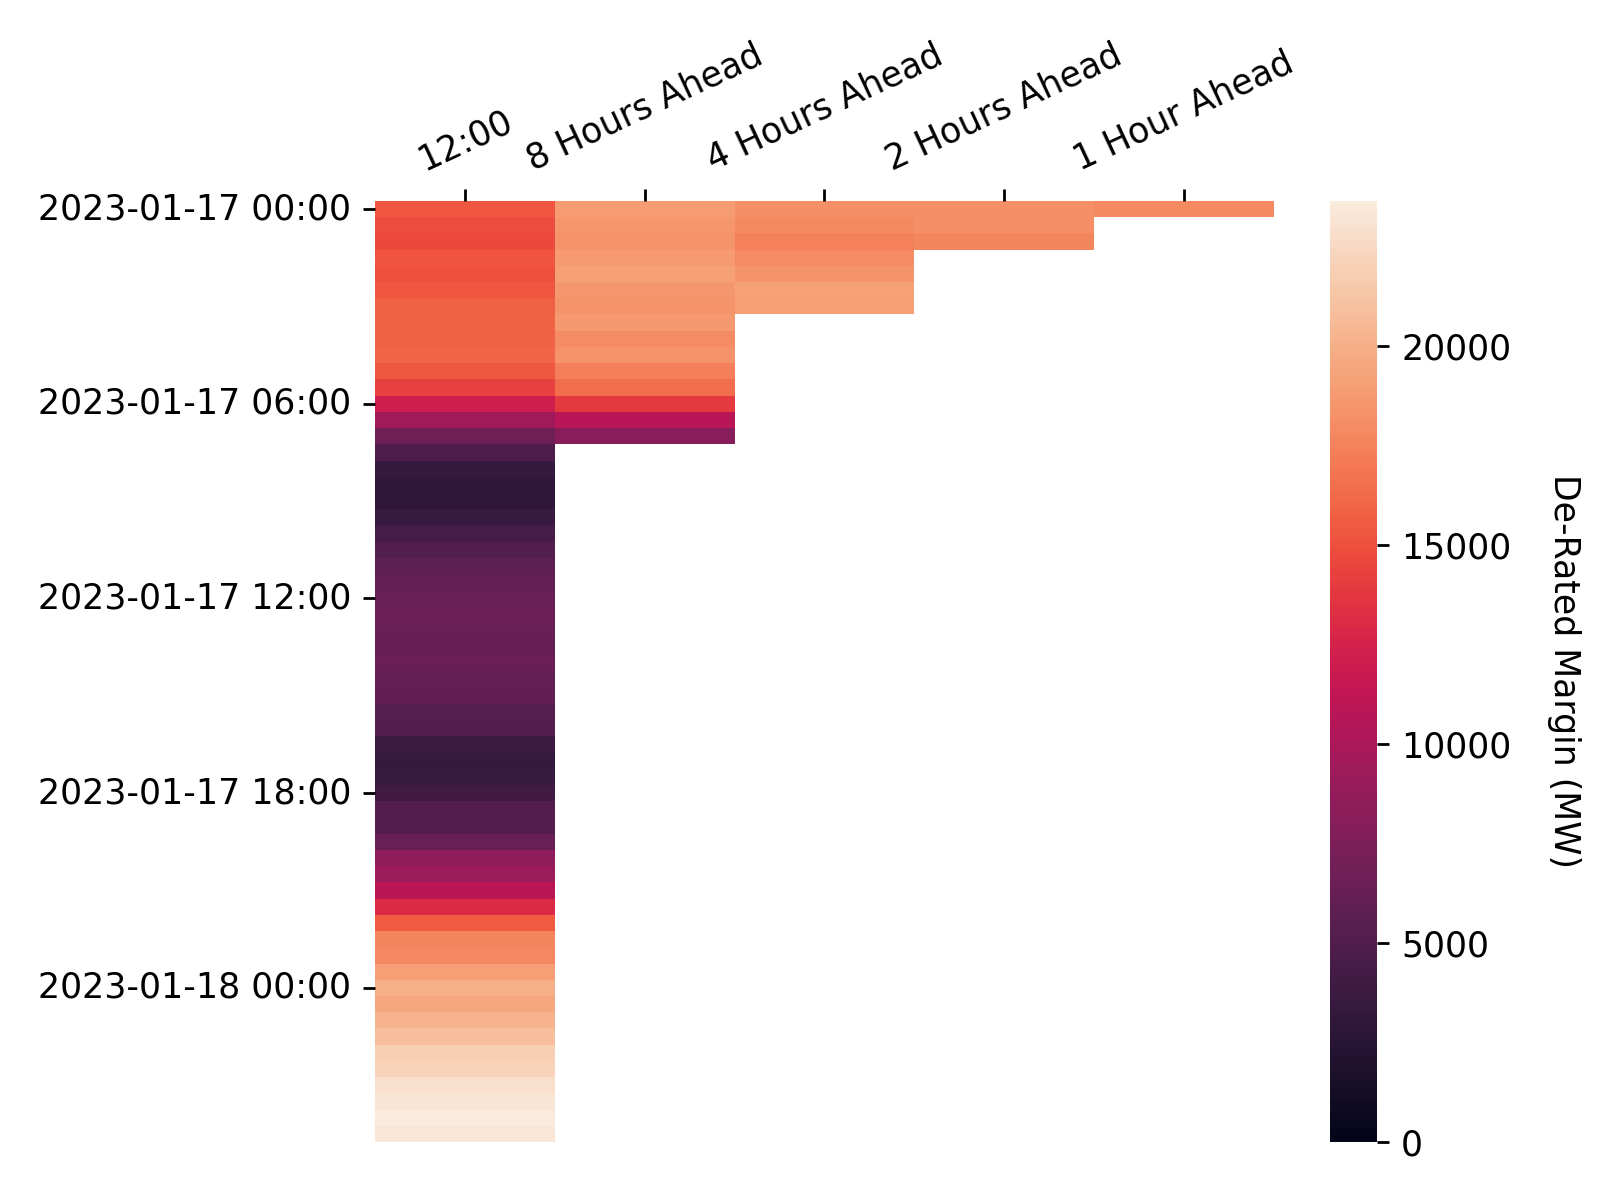 12:00
8 Hours Ahead
4 Hours Ahead
2 Hours Ahead
1 Hour Ahead
2023-01-17 00:00
2023-01-17 06:00
2023-01-17 12:00
2023-01-17 18:00
2023-01-18 00:00
20000
15000
10000
5000
0
De-Rated Margin (MW)